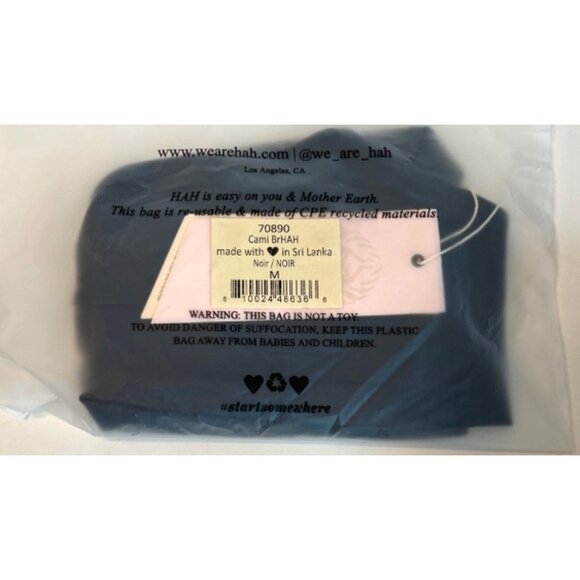 www.wearehah.com | @we_are_hah
Los Angeles, CA
HAH is easy on you & Mother Earth.
This bag is re-usable & made of CPE recycled materials.
70890
Cami BrHAH
made with ♥ in Sri Lanka
Noir / NOIR
M
8 10024 48636 6
WARNING: THIS BAG IS NOT A TOY.
TO AVOID DANGER OF SUFFOCATION, KEEP THIS PLASTIC
BAG AWAY FROM BABIES AND CHILDREN.
#startsomewhere